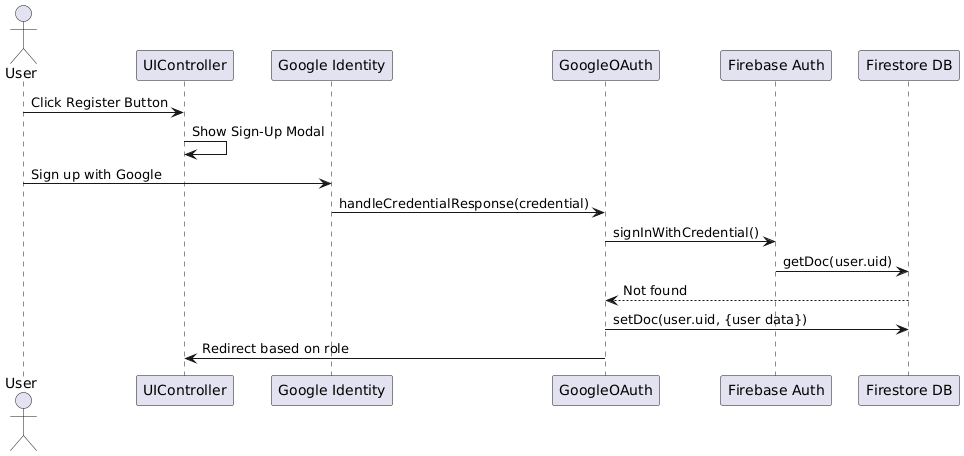 User
UIController
Google Identity
GoogleOAuth
Firebase Auth
Firestore DB
Click Register Button
Show Sign-Up Modal
Sign up with Google
handleCredentialResponse(credential)
signInWithCredential()
getDoc(user.uid)
Not found
setDoc(user.uid, {user data})
Redirect based on role
User
UIController
Google Identity
GoogleOAuth
Firebase Auth
Firestore DB